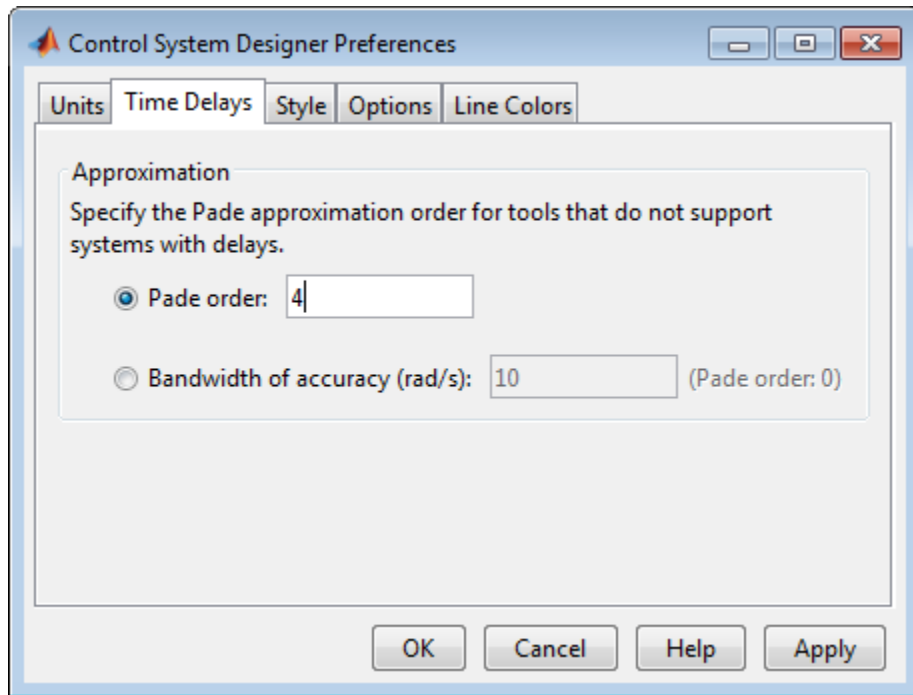 Control System Designer Preferences
Units Time Delays Style Options Line Colors
Approximation
Specify the Pade approximation order for tools that do not support
systems with delays.
Pade order: 4
Bandwidth of accuracy (rad/s): 10 (Pade order: 0)
OK Cancel Help Apply